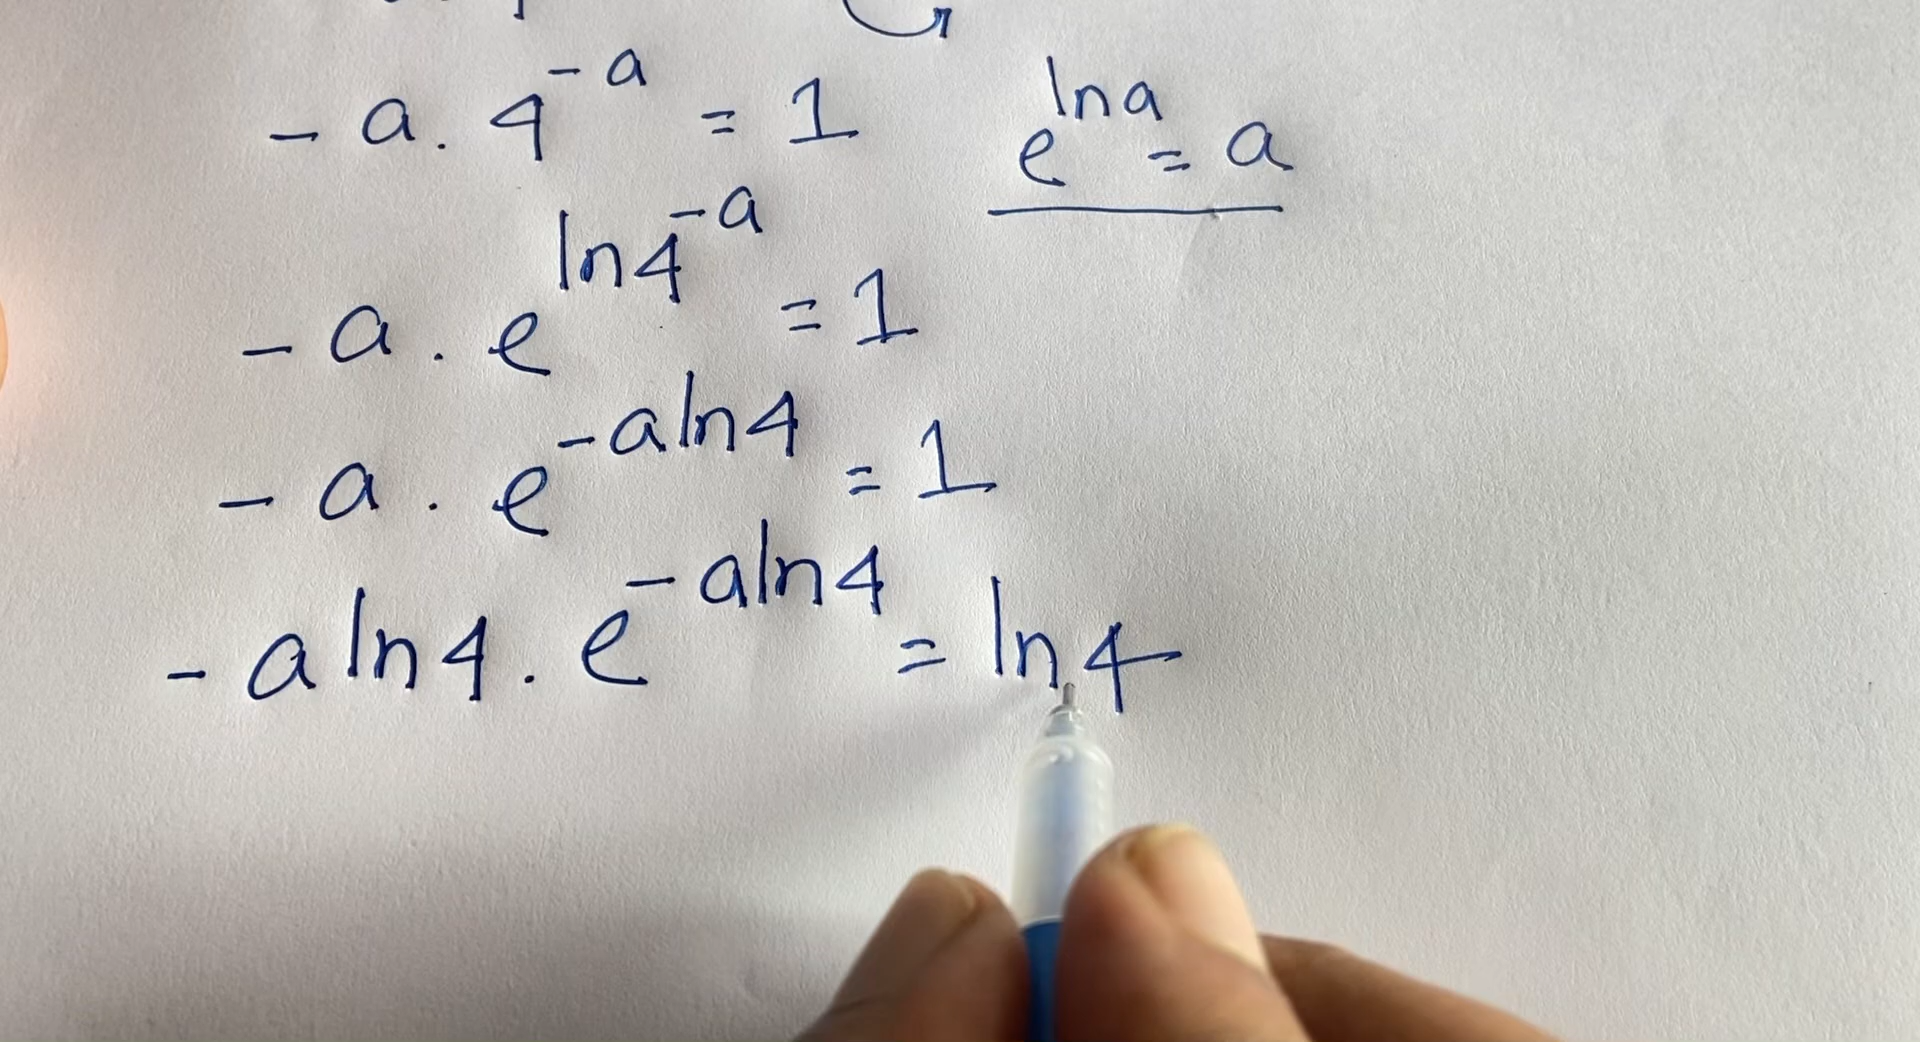 - a . 4^-a = 1
e^ln a = a
- a . e^ln 4^-a = 1
- a . e^-a ln 4 = 1
- a ln 4 . e^-a ln 4 = ln 4